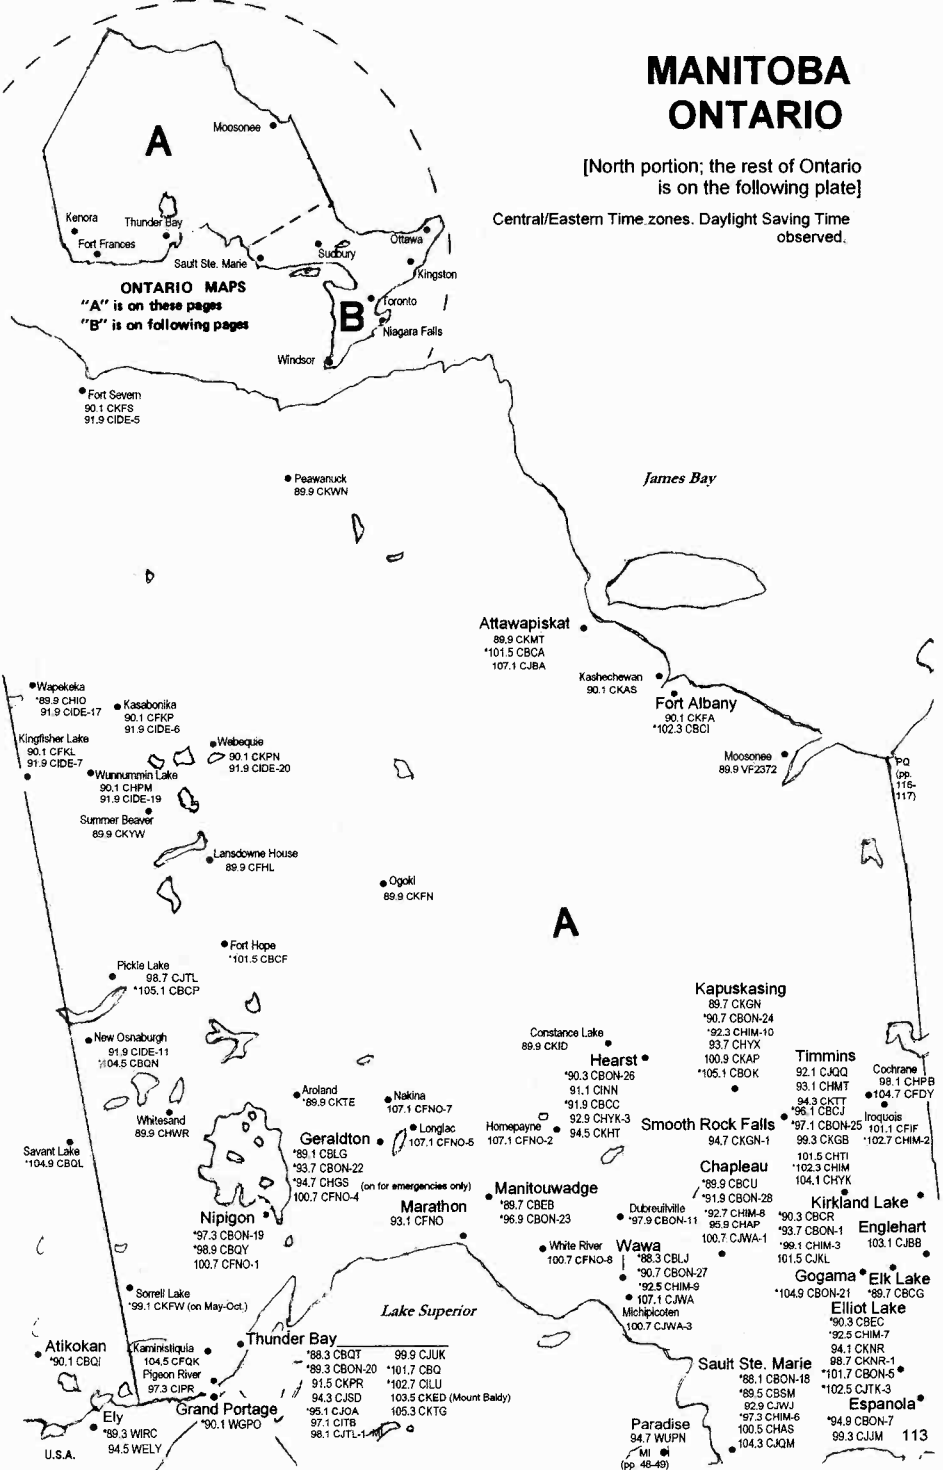 MANITOBA
ONTARIO
[North portion; the rest of Ontario
is on the following plate]
Central/Eastern Time zones. Daylight Saving Time
observed.
A
Moosonee
Kenora
Thunder Bay
Fort Frances
Sault Ste. Marie
Sudbury
Ottawa
Kingston
ONTARIO MAPS
"A" is on these pages
"B" is on following pages
B
Toronto
Niagara Falls
Windsor
Fort Severn
90.1 CKFS
91.9 CIDE-5
Peawanuck
89.9 CKWN
James Bay
Attawapiskat
89.9 CKMT
*101.5 CBCA
107.1 CJBA
Kashechewan
90.1 CKAS
Fort Albany
90.1 CKFA
*102.3 CBCI
Moosonee
89.9 VF2372
PQ
(pp.
116-
117)
Wapekeka
*89.9 CHIO
91.9 CIDE-17
Kasabonika
90.1 CFKP
91.9 CIDE-6
Kingfisher Lake
90.1 CFKL
91.9 CIDE-7
Webequie
90.1 CKPN
91.9 CIDE-20
Wunnummin Lake
90.1 CHPM
91.9 CIDE-19
Summer Beaver
89.9 CKYW
Lansdowne House
89.9 CFHL
Ogoki
89.9 CKFN
A
Fort Hope
*101.5 CBCF
Pickle Lake
98.7 CJTL
*105.1 CBCP
New Osnaburgh
91.9 CIDE-11
*104.5 CBQN
Whitesand
89.9 CHWR
Savant Lake
*104.9 CBQL
Aroland
*89.9 CKTE
Nakina
107.1 CFNO-7
Longlac
107.1 CFNO-5
Geraldton
*89.1 CBLG
*93.7 CBON-22
*94.7 CHGS (on for emergencies only)
100.7 CFNO-4
Constance Lake
89.9 CKID
Hearst
*90.3 CBON-26
91.1 CINN
*91.9 CBCC
92.9 CHYK-3
94.5 CKHT
Homepayne
107.1 CFNO-2
Kapuskasing
89.7 CKGN
*90.7 CBON-24
*92.3 CHIM-10
93.7 CHYX
100.9 CKAP
*105.1 CBOK
Smooth Rock Falls
94.7 CKGN-1
Timmins
92.1 CJQQ
93.1 CHMT
94.3 CKTT
*96.1 CBCJ
*97.1 CBON-25
99.3 CKGB
101.5 CHTI
*102.3 CHIM
104.1 CHYK
Cochrane
98.1 CHPB
104.7 CFDY
Iroquois
101.1 CFIF
*102.7 CHIM-2
Chapleau
*89.9 CBCU
*91.9 CBON-28
*92.7 CHIM-8
95.9 CHAP
100.7 CJWA-1
Kirkland Lake
*90.3 CBCR
*93.7 CBON-1
*99.1 CHIM-3
101.5 CJKL
Englehart
103.1 CJBB
Gogama
*104.9 CBON-21
Elk Lake
*89.7 CBCG
Marathon
93.1 CFNO
Manitouwadge
*89.7 CBEB
*96.9 CBON-23
Dubreuilville
*97.9 CBON-11
White River
100.7 CFNO-8
Wawa
*88.3 CBLJ
*90.7 CBON-27
*92.5 CHIM-9
107.1 CJWA
Michipicoten
100.7 CJWA-3
Nipigon
*97.3 CBON-19
*98.9 CBQY
100.7 CFNO-1
Sorrell Lake
*99.1 CKFW (on May-Oct.)
Lake Superior
Atikokan
*90.1 CBQI
Kaministiquia
104.5 CFQK
Pigeon River
97.3 CIPR
Grand Portage
*90.1 WGPO
Ely
*89.3 WIRC
94.5 WELY
U.S.A.
Thunder Bay
*88.3 CBQT
*89.3 CBON-20
91.5 CKPR
94.3 CJSD
*95.1 CJOA
97.1 CITB
98.1 CJTL-1
99.9 CJUK
*101.7 CBQ
*102.7 CILU
103.5 CKED (Mount Baldy)
105.3 CKTG
MI
Elliot Lake
*90.3 CBEC
*92.5 CHIM-7
94.1 CKNR
98.7 CKNR-1
*101.7 CBON-5
*102.5 CJTK-3
Sault Ste. Marie
*88.1 CBON-18
*89.5 CBSM
92.9 CJWJ
*97.3 CHIM-6
100.5 CHAS
104.3 CJQM
Espanola
*94.9 CBON-7
99.3 CJJM
Paradise
94.7 WUPN
MI
(pp. 48-49)
113